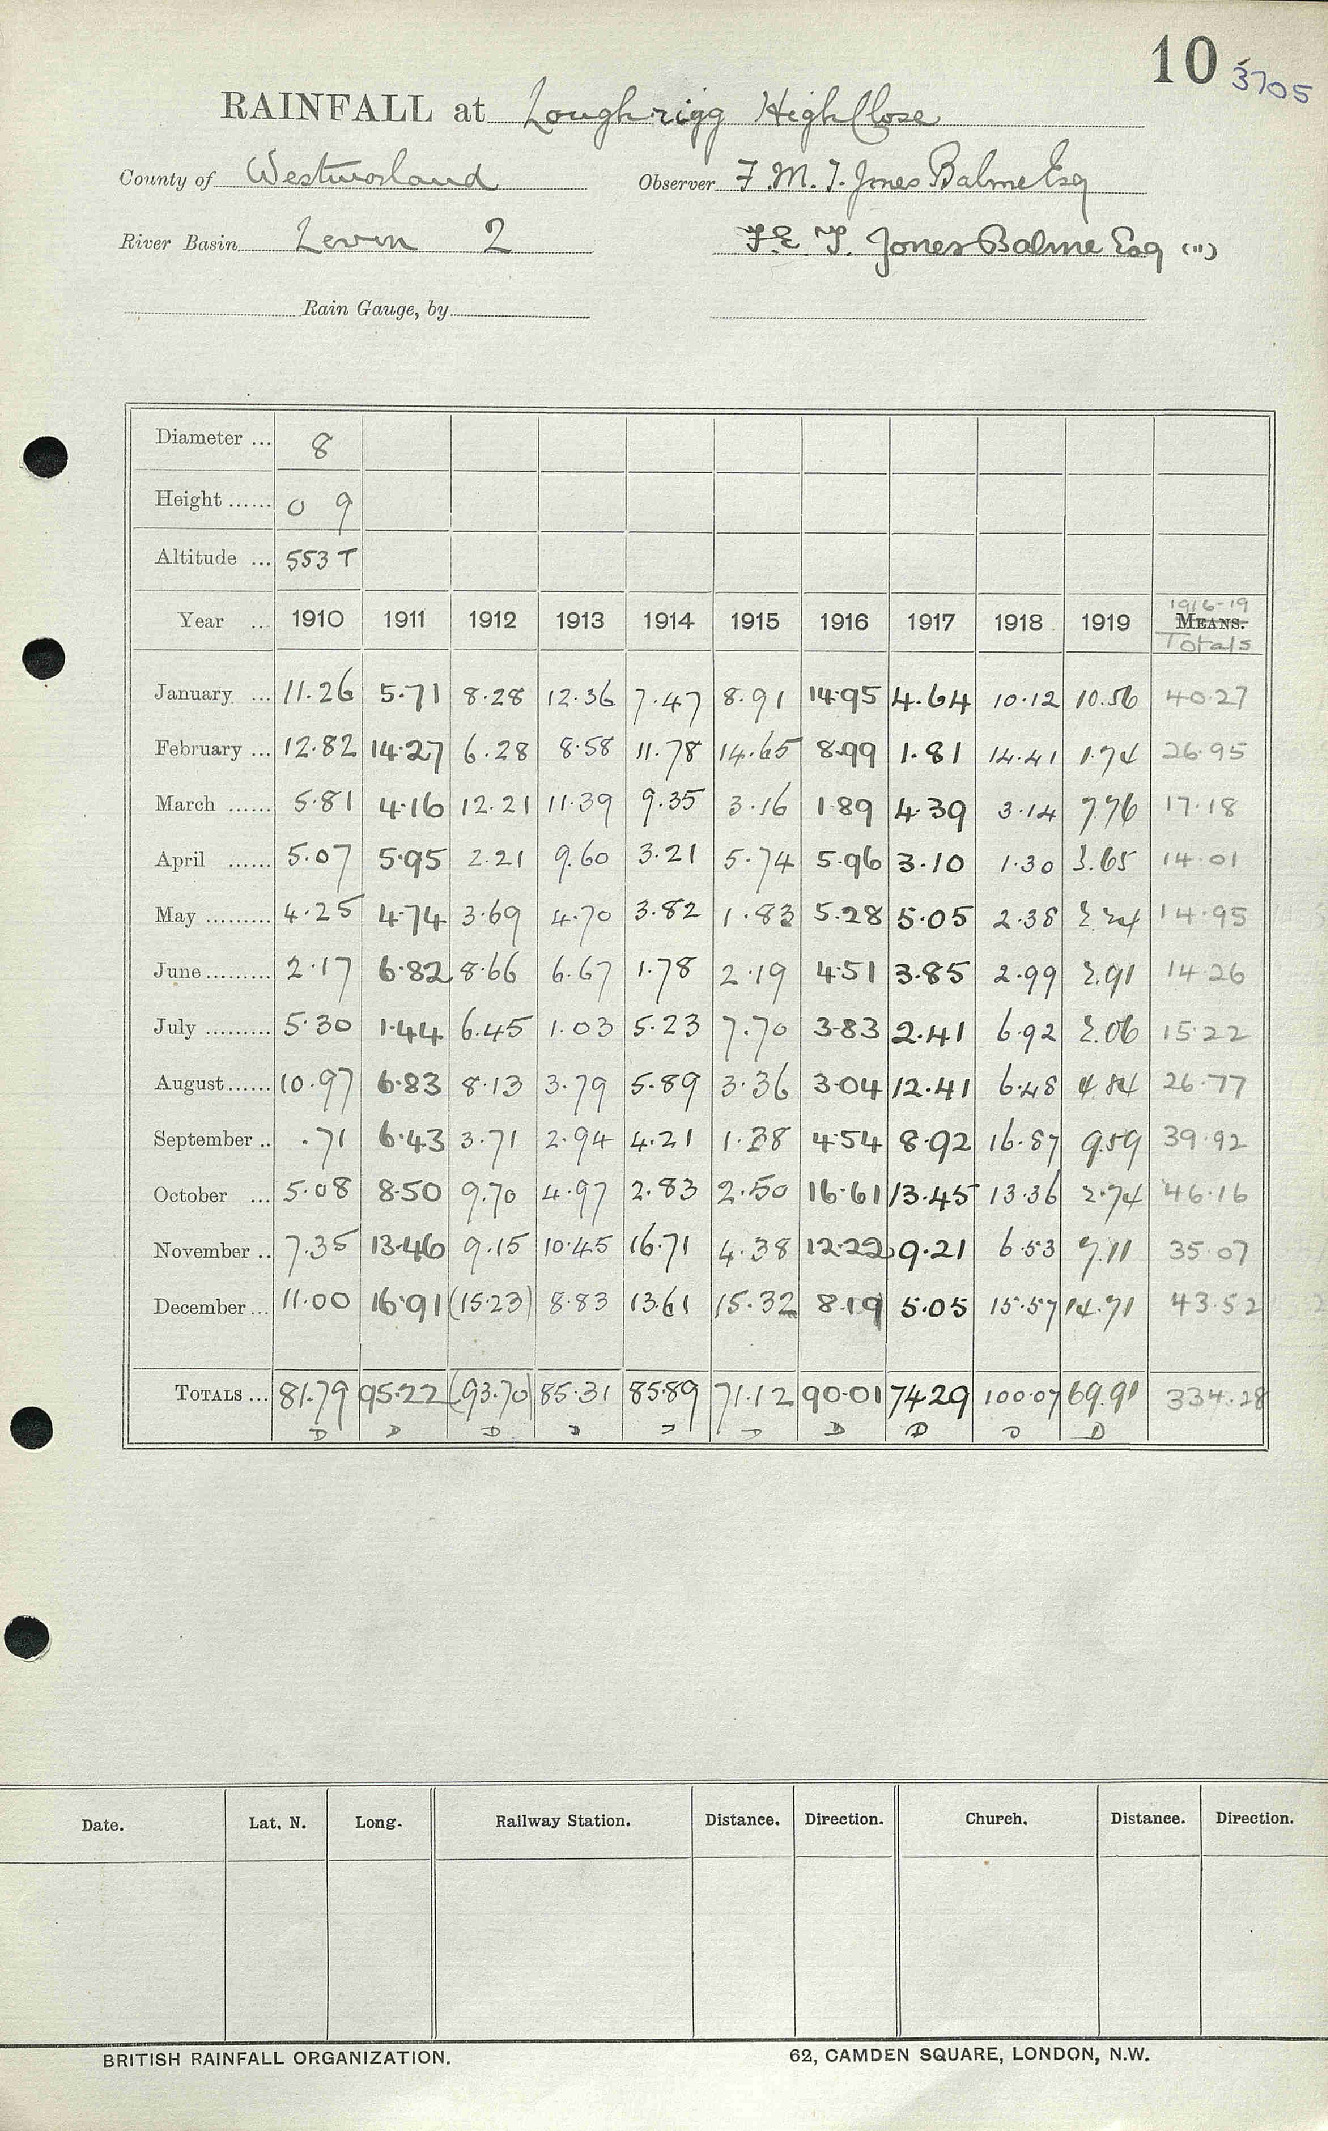 10
3705
RAINFALL at Loughrigg High Close
County of Westmorland Observer F. M. T. Jones Balme Esq
River Basin Leven 2 F.E. T. Jones Balme Esq (11)
Rain Gauge, by
Diameter ... 8
Height ...... 0 9
Altitude ... 553 T
Year ... 1910 1911 1912 1913 1914 1915 1916 1917 1918 1919 1916-19 MEANS. Totals
January ... 11.26 5.71 8.28 12.36 7.47 8.91 14.95 4.64 10.12 10.56 40.27
February ... 12.82 14.27 6.28 8.58 11.78 14.65 8.99 1.81 14.41 1.74 26.95
March ...... 5.81 4.16 12.21 11.39 9.35 3.16 1.89 4.39 3.14 7.76 17.18
April ...... 5.07 5.95 2.21 9.60 3.21 5.74 5.96 3.10 1.30 3.65 14.01
May ......... 4.25 4.74 3.69 4.70 3.82 1.83 5.28 5.05 2.38 2.24 14.95
June ......... 2.17 6.82 8.66 6.67 1.78 2.19 4.51 3.85 2.99 2.91 14.26
July ......... 5.30 1.44 6.45 1.03 5.23 7.70 3.83 2.41 6.92 2.06 15.22
August ...... 10.97 6.83 8.13 3.79 5.89 3.36 3.04 12.41 6.48 4.84 26.77
September .. .71 6.43 3.71 2.94 4.21 1.38 4.54 8.92 16.87 9.59 39.92
October ... 5.08 8.50 9.70 4.97 2.83 2.50 16.61 13.45 13.36 2.74 46.16
November .. 7.35 13.46 9.15 10.45 16.71 4.38 12.22 9.21 6.53 7.11 35.07
December ... 11.00 16.91 (15.23) 8.83 13.61 15.32 8.19 5.05 15.57 14.71 43.52
TOTALS ... 81.79 95.22 (93.70) 85.31 85.89 71.12 90.01 74.29 100.07 69.91 334.28
D D D D D D D D D D
Date. Lat. N. Long. Railway Station. Distance. Direction. Church. Distance. Direction.
BRITISH RAINFALL ORGANIZATION. 62, CAMDEN SQUARE, LONDON, N.W.